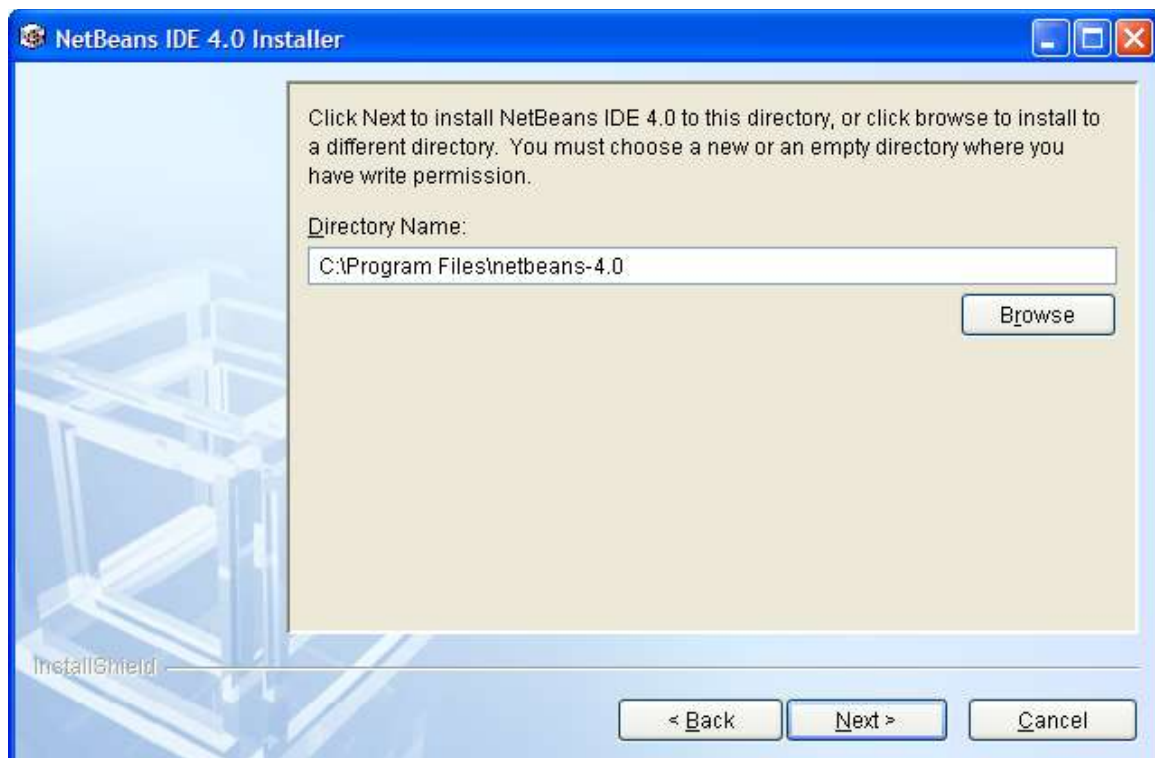 NetBeans IDE 4.0 Installer
Click Next to install NetBeans IDE 4.0 to this directory, or click browse to install to
a different directory. You must choose a new or an empty directory where you
have write permission.
Directory Name:
C:\Program Files\netbeans-4.0
Browse
InstallShield
< Back
Next >
Cancel